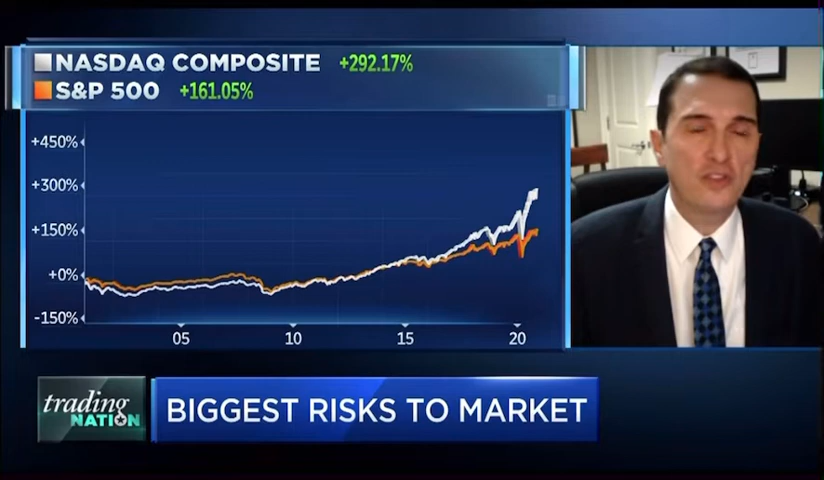 NASDAQ COMPOSITE +292.17%
S&P 500 +161.05%
+450%
+300%
+150%
+0%
-150%
05 10 15 20
trading
NATION
BIGGEST RISKS TO MARKET